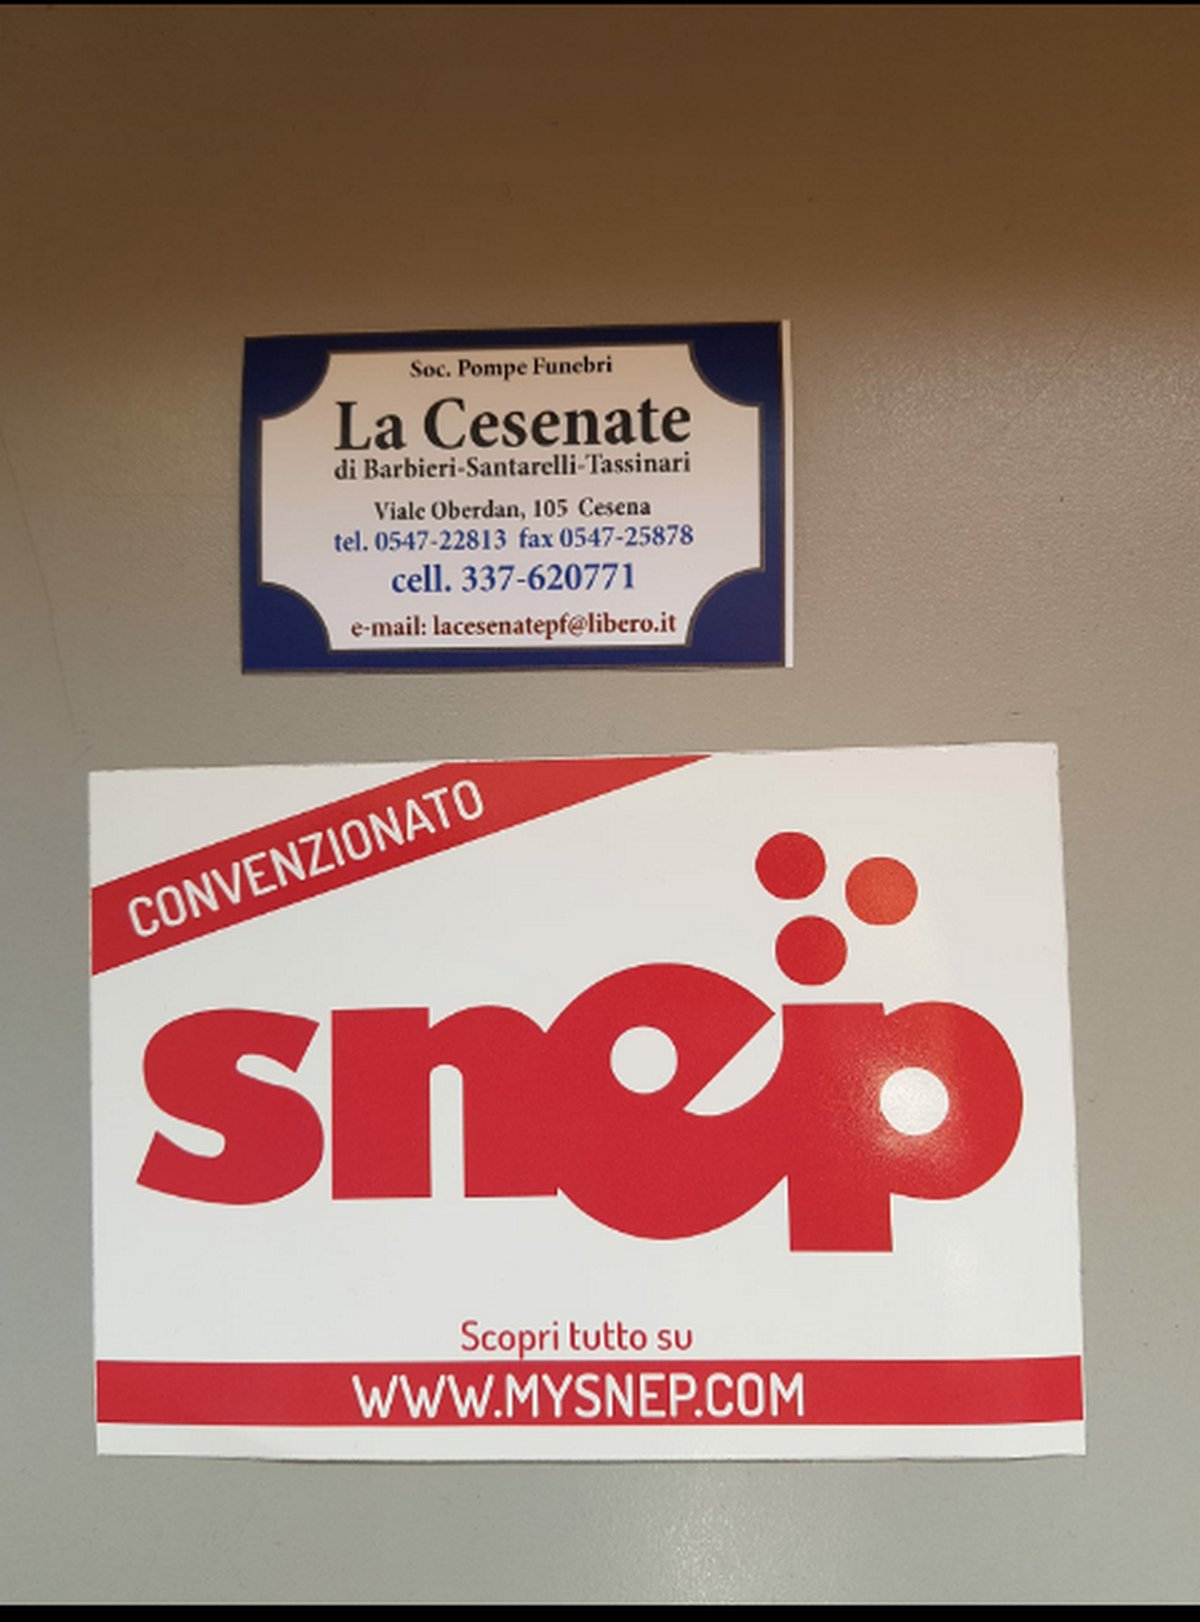 Soc. Pompe Funebri
La Cesenate
di Barbieri-Santarelli-Tassinari
Viale Oberdan, 105 Cesena
tel. 0547-22813 fax 0547-25878
cell. 337-620771
e-mail: lacesenatepf@libero.it
CONVENZIONATO
snep
Scopri tutto su
WWW.MYSNEP.COM